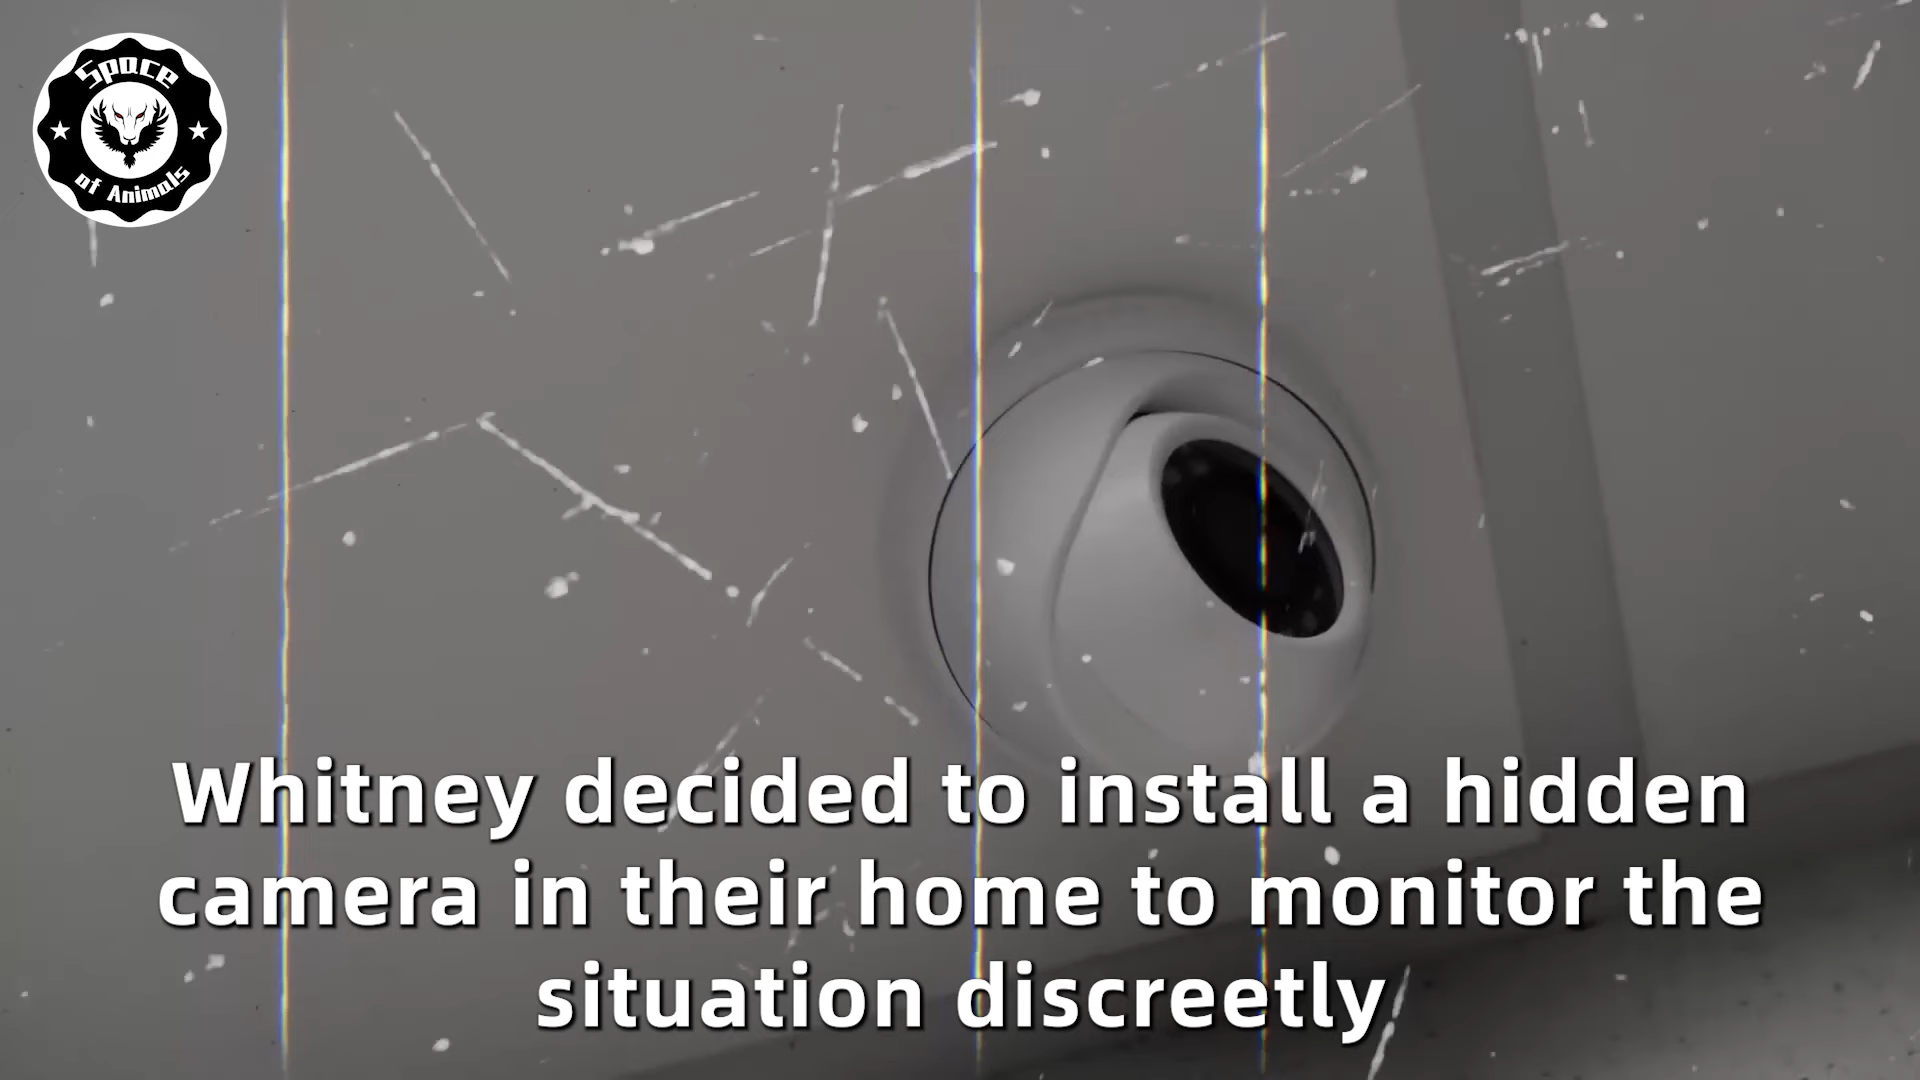 Space
of Animals
Whitney decided to install a hidden
camera in their home to monitor the
situation discreetly